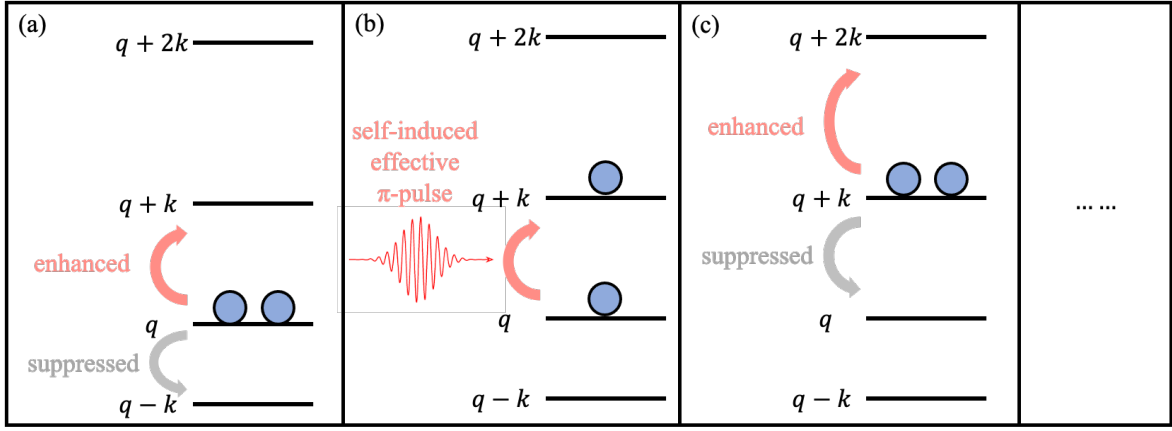 (a)
q + 2k
q + k
enhanced
q
suppressed
q − k
(b)
q + 2k
self-induced
effective
π-pulse
q + k
q
q − k
(c)
q + 2k
enhanced
q + k
suppressed
q
q − k
... ...